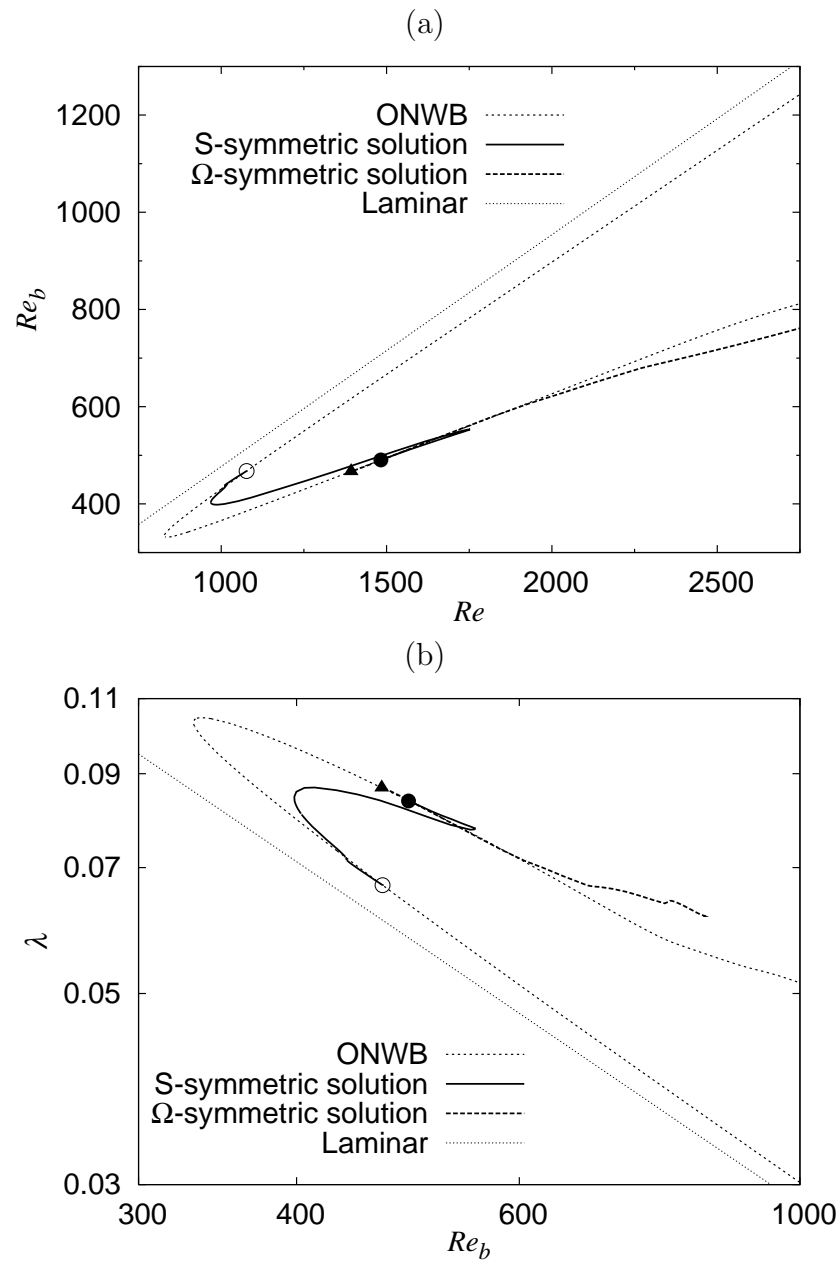 (a)
1200
1000
800
600
400
1000
1500
2000
2500
Re_b
Re
ONWB
S-symmetric solution
Ω-symmetric solution
Laminar
(b)
0.11
0.09
0.07
0.05
0.03
300
400
600
1000
λ
Re_b
ONWB
S-symmetric solution
Ω-symmetric solution
Laminar